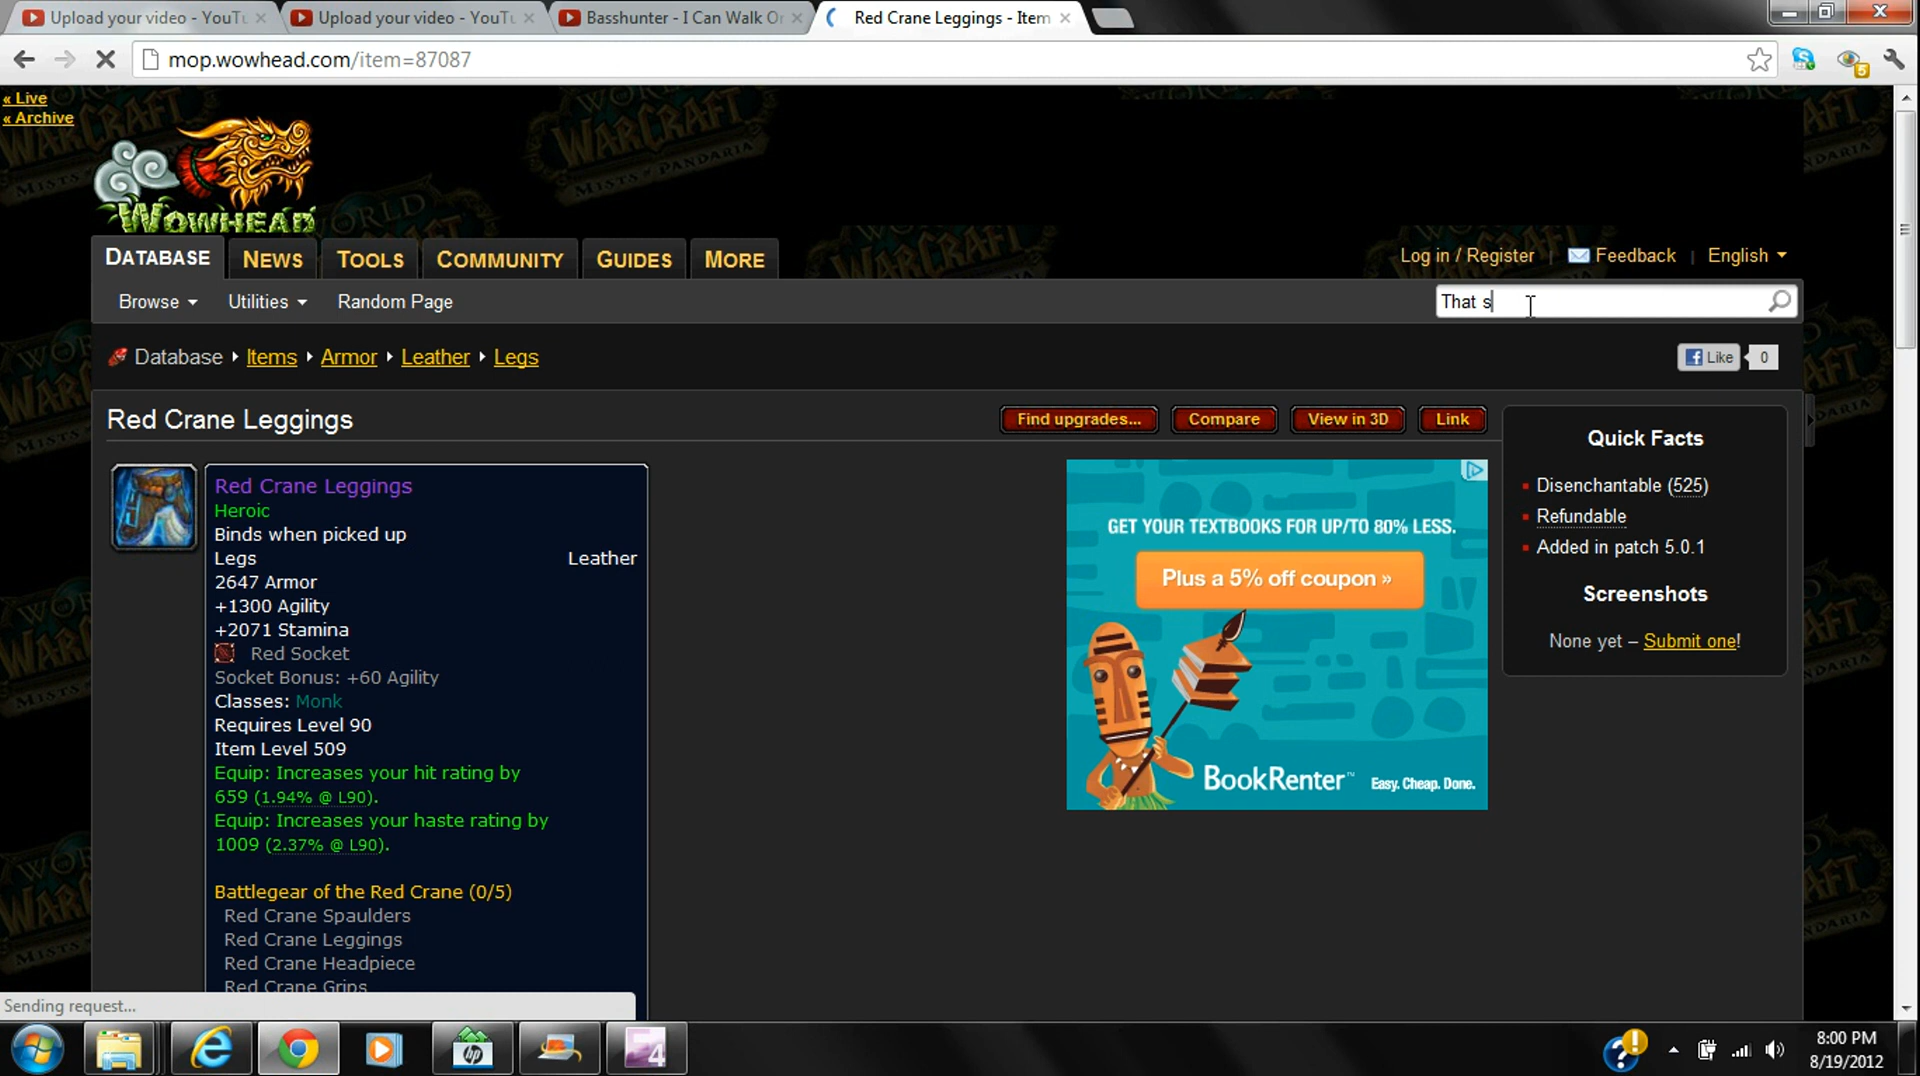 Upload your video - YouTu
Upload your video - YouTu
Basshunter - I Can Walk Or
Red Crane Leggings - Item
mop.wowhead.com/item=87087
5
« Live
« Archive
WOWHEAD
DATABASE
NEWS
TOOLS
COMMUNITY
GUIDES
MORE
Log in / Register | Feedback | English
Browse
Utilities
Random Page
That s
Database Items Armor Leather Legs
Like 0
Red Crane Leggings
Find upgrades...
Compare
View in 3D
Link
Red Crane Leggings
Heroic
Binds when picked up
Legs Leather
2647 Armor
+1300 Agility
+2071 Stamina
Red Socket
Socket Bonus: +60 Agility
Classes: Monk
Requires Level 90
Item Level 509
Equip: Increases your hit rating by
659 (1.94% @ L90).
Equip: Increases your haste rating by
1009 (2.37% @ L90).
Battlegear of the Red Crane (0/5)
Red Crane Spaulders
Red Crane Leggings
Red Crane Headpiece
Red Crane Grips
GET YOUR TEXTBOOKS FOR UP/TO 80% LESS.
Plus a 5% off coupon »
BookRenter™ Easy. Cheap. Done.
Quick Facts
Disenchantable (525)
Refundable
Added in patch 5.0.1
Screenshots
None yet – Submit one!
Sending request...
hp
4
8:00 PM
8/19/2012